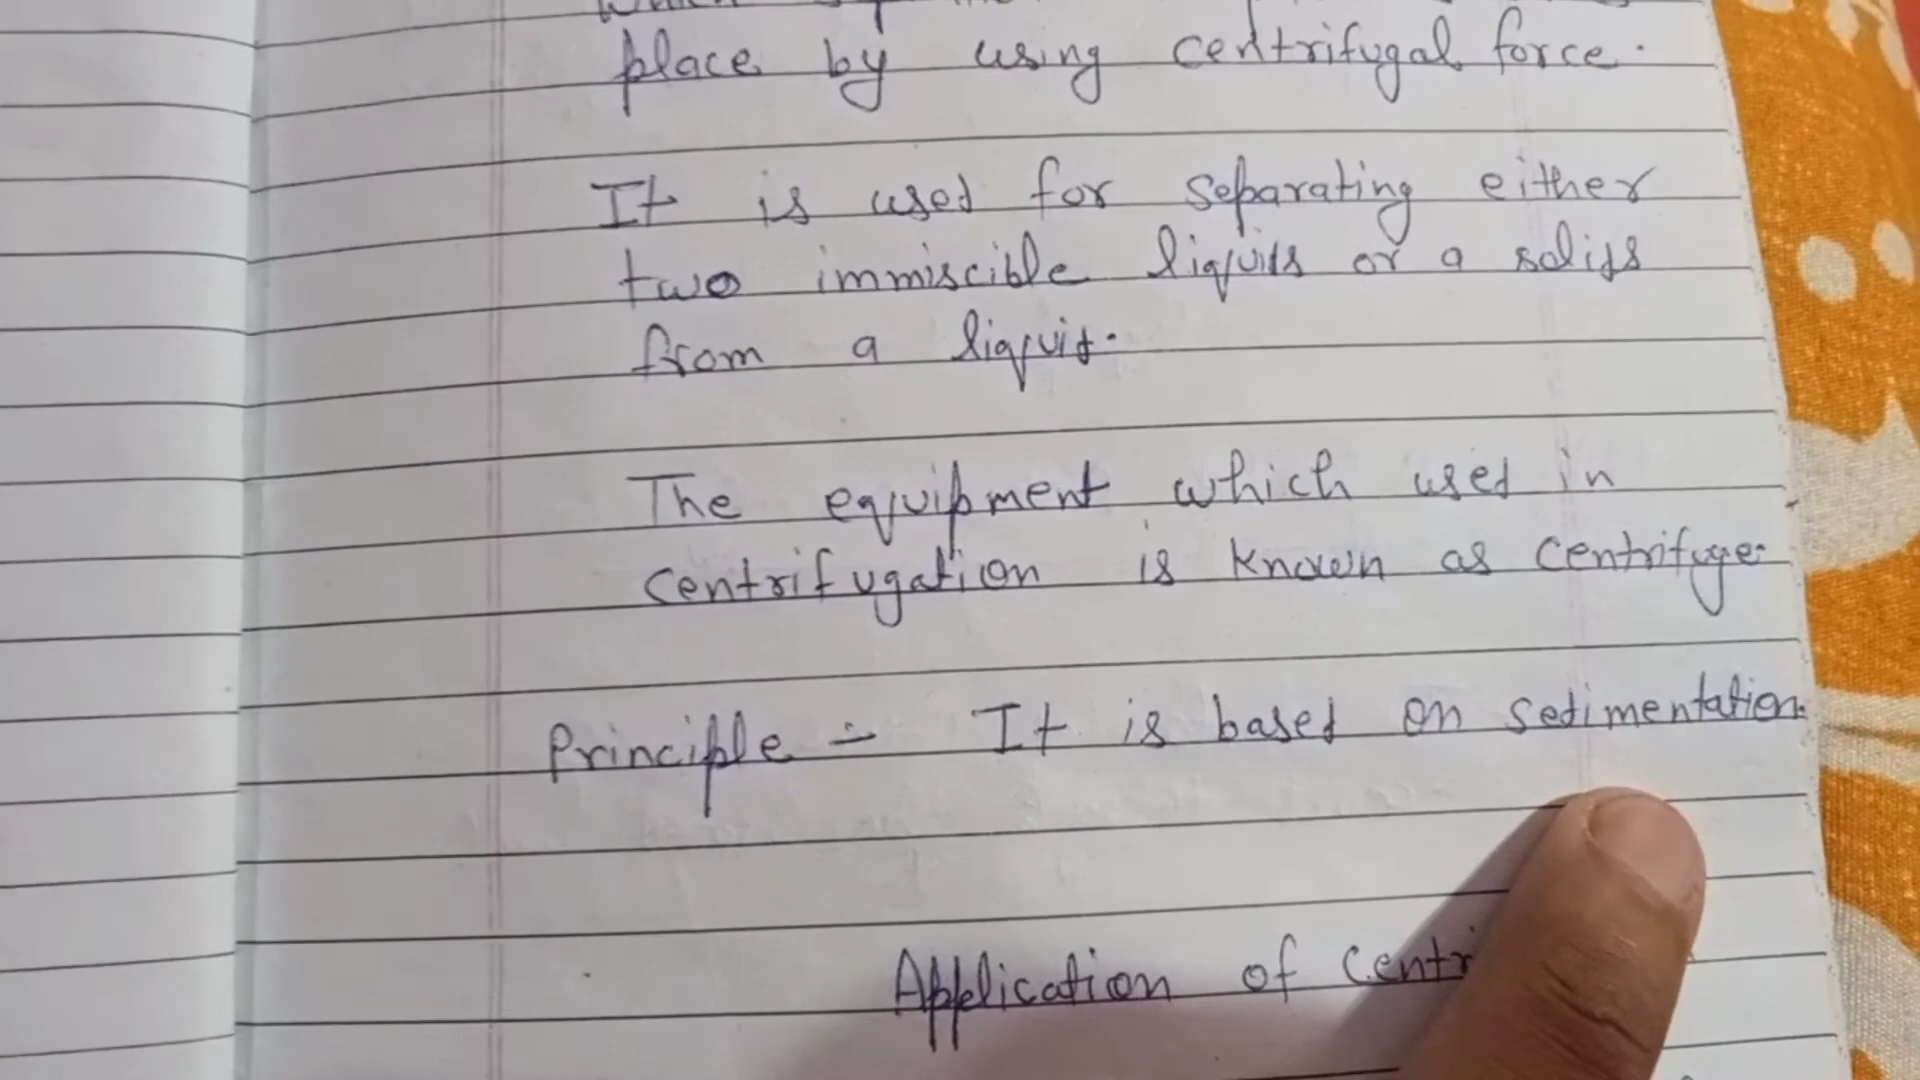 place by using centrifugal force.
It is used for separating either
two immiscible liquids or a solids
from a liquid.
The equipment which used in
centrifugation is known as centrifuge.
Principle :- It is based on sedimentation.
Application of centri